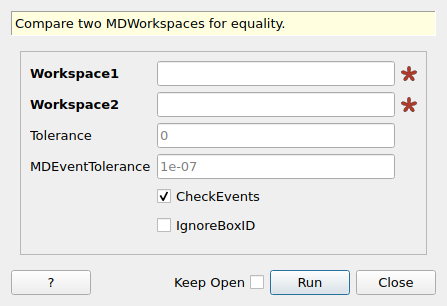 Compare two MDWorkspaces for equality.
Workspace1
Workspace2
Tolerance 0
MDEventTolerance 1e-07
CheckEvents
IgnoreBoxID
? Keep Open Run Close